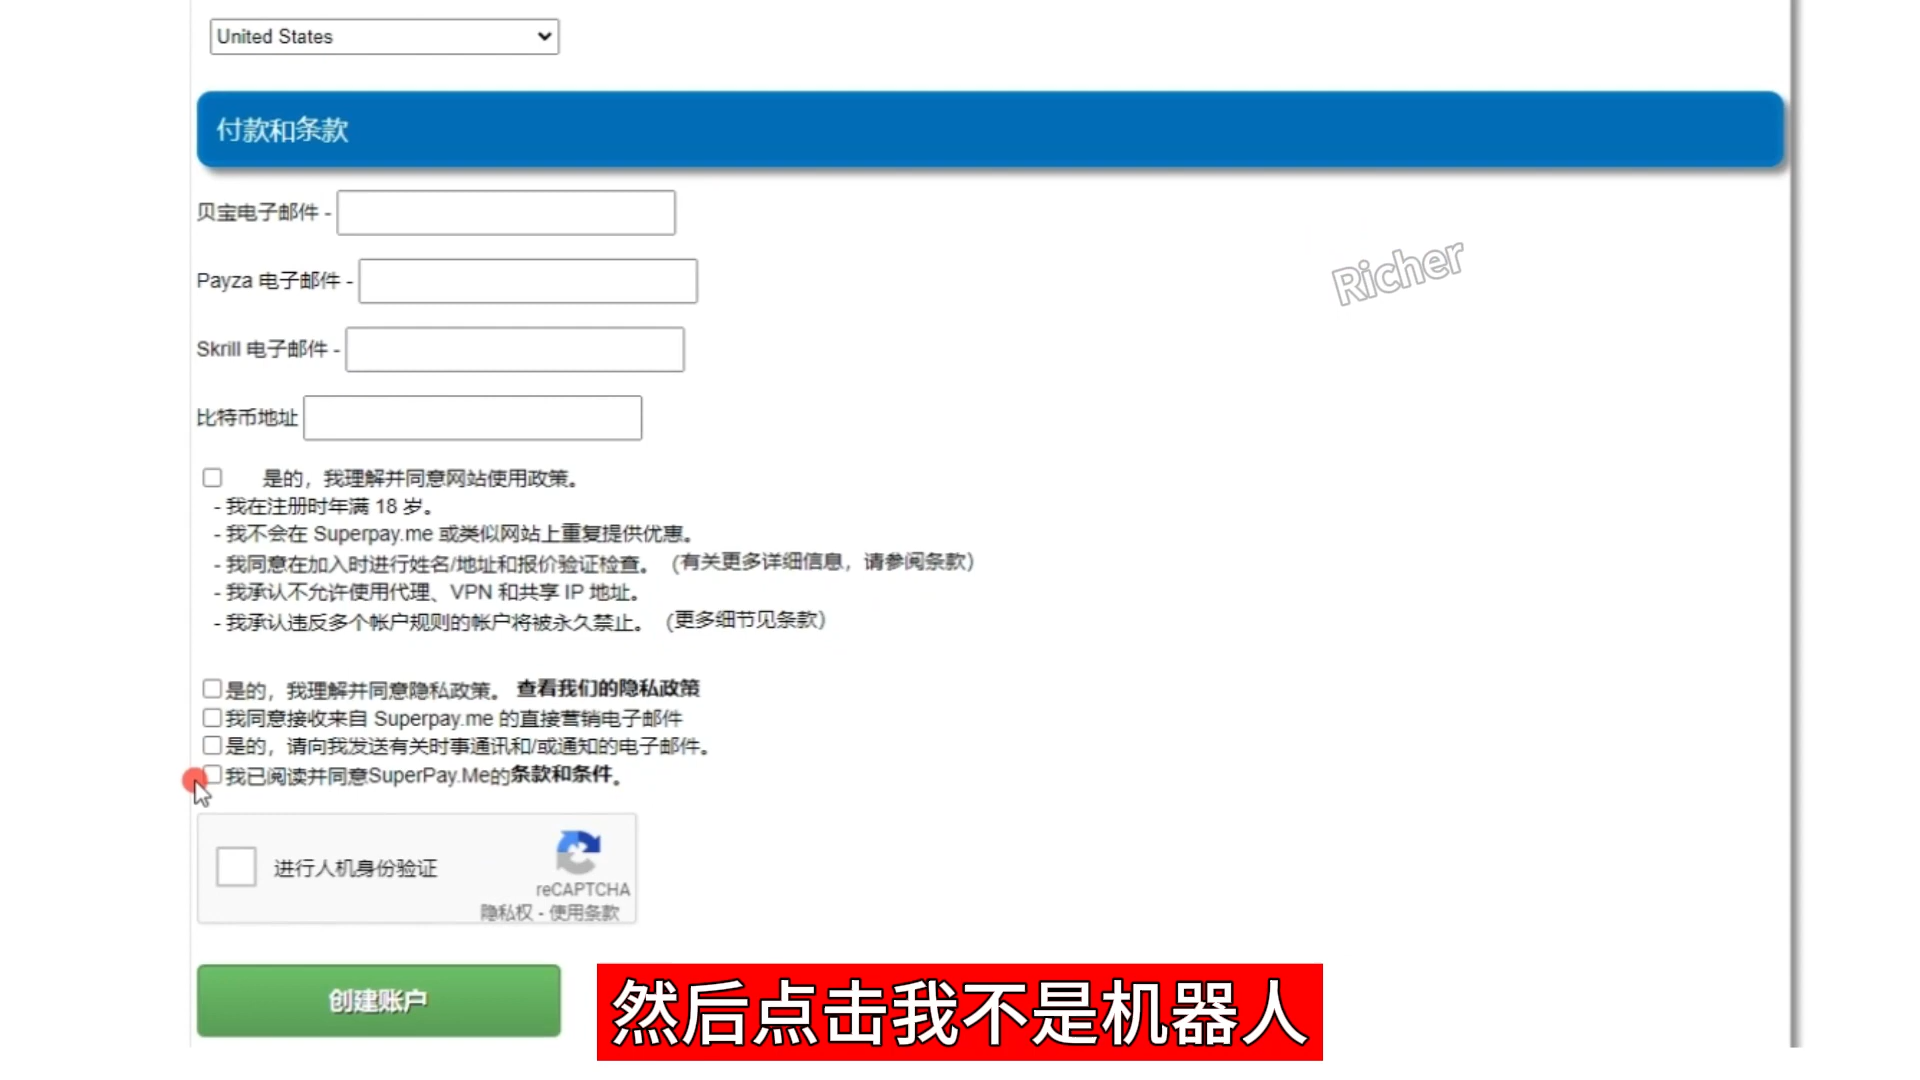 United States
付款和条款
贝宝电子邮件 -
Payza 电子邮件 -
Richer
Skrill 电子邮件 -
比特币地址
是的，我理解并同意网站使用政策。
- 我在注册时年满 18 岁。
- 我不会在 Superpay.me 或类似网站上重复提供优惠。
- 我同意在加入时进行姓名/地址和报价验证检查。（有关更多详细信息，请参阅条款）
- 我承认不允许使用代理、VPN 和共享 IP 地址。
- 我承认违反多个帐户规则的帐户将被永久禁止。（更多细节见条款）
是的，我理解并同意隐私政策。 查看我们的隐私政策
我同意接收来自 Superpay.me 的直接营销电子邮件
是的，请向我发送有关时事通讯和/或通知的电子邮件。
我已阅读并同意SuperPay.Me的条款和条件。
进行人机身份验证
reCAPTCHA
隐私权 - 使用条款
创建账户
然后点击我不是机器人